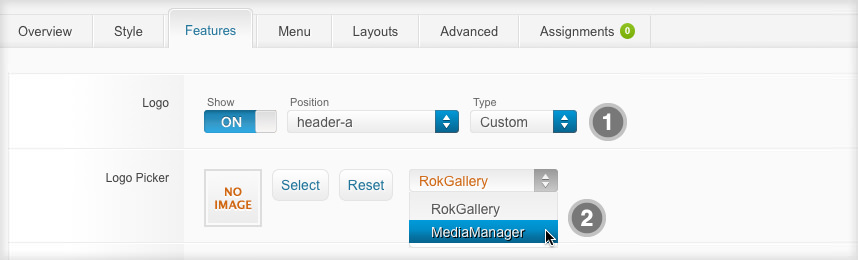 Overview Style Features Menu Layouts Advanced Assignments 0
Logo Show Position Type
ON header-a Custom 1
Logo Picker NO IMAGE Select Reset RokGallery
RokGallery
MediaManager 2